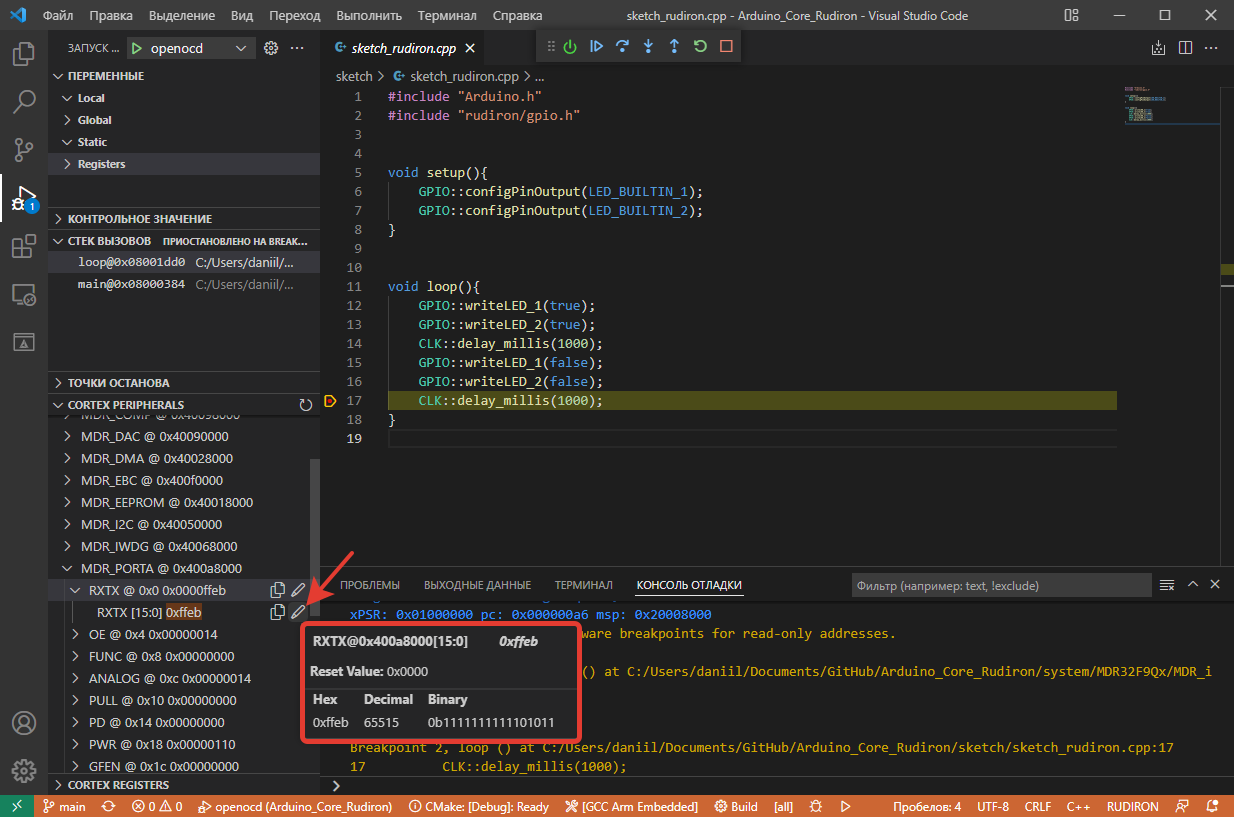 Файл Правка Выделение Вид Переход Выполнить Терминал Справка sketch_rudiron.cpp - Arduino_Core_Rudiron - Visual Studio Code
ЗАПУСК ... openocd
ПЕРЕМЕННЫЕ
Local
Global
Static
Registers
КОНТРОЛЬНОЕ ЗНАЧЕНИЕ
СТЕК ВЫЗОВОВ ПРИОСТАНОВЛЕНО НА BREAK...
loop@0x08001dd0 C:/Users/daniil/...
main@0x08000384 C:/Users/daniil/...
ТОЧКИ ОСТАНОВА
CORTEX PERIPHERALS
MDR_COMP @ 0x40098000
MDR_DAC @ 0x40090000
MDR_DMA @ 0x40028000
MDR_EBC @ 0x400f0000
MDR_EEPROM @ 0x40018000
MDR_I2C @ 0x40050000
MDR_IWDG @ 0x40068000
MDR_PORTA @ 0x400a8000
RXTX @ 0x0 0x0000ffeb
RXTX [15:0] 0xffeb
OE @ 0x4 0x00000014
FUNC @ 0x8 0x00000000
ANALOG @ 0xc 0x00000014
PULL @ 0x10 0x00000000
PD @ 0x14 0x00000000
PWR @ 0x18 0x00000110
GFEN @ 0x1c 0x00000000
CORTEX REGISTERS
sketch_rudiron.cpp
sketch > sketch_rudiron.cpp > ...
1 #include "Arduino.h"
2 #include "rudiron/gpio.h"
3
4
5 void setup(){
6 GPIO::configPinOutput(LED_BUILTIN_1);
7 GPIO::configPinOutput(LED_BUILTIN_2);
8 }
9
10
11 void loop(){
12 GPIO::writeLED_1(true);
13 GPIO::writeLED_2(true);
14 CLK::delay_millis(1000);
15 GPIO::writeLED_1(false);
16 GPIO::writeLED_2(false);
17 CLK::delay_millis(1000);
18 }
19
ПРОБЛЕМЫ ВЫХОДНЫЕ ДАННЫЕ ТЕРМИНАЛ КОНСОЛЬ ОТЛАДКИ Фильтр (например: text, !exclude)
xPSR: 0x01000000 pc: 0x000000a6 msp: 0x20008000
ware breakpoints for read-only addresses.
() at C:/Users/daniil/Documents/GitHub/Arduino_Core_Rudiron/system/MDR32F9Qx/MDR_i
Breakpoint 2, loop () at C:/Users/daniil/Documents/GitHub/Arduino_Core_Rudiron/sketch/sketch_rudiron.cpp:17
17 CLK::delay_millis(1000);
RXTX@0x400a8000[15:0] 0xffeb
Reset Value: 0x0000
Hex Decimal Binary
0xffeb 65515 0b1111111111101011
main 0 0 openocd (Arduino_Core_Rudiron) CMake: [Debug]: Ready [GCC Arm Embedded] Build [all] Пробелов: 4 UTF-8 CRLF C++ RUDIRON